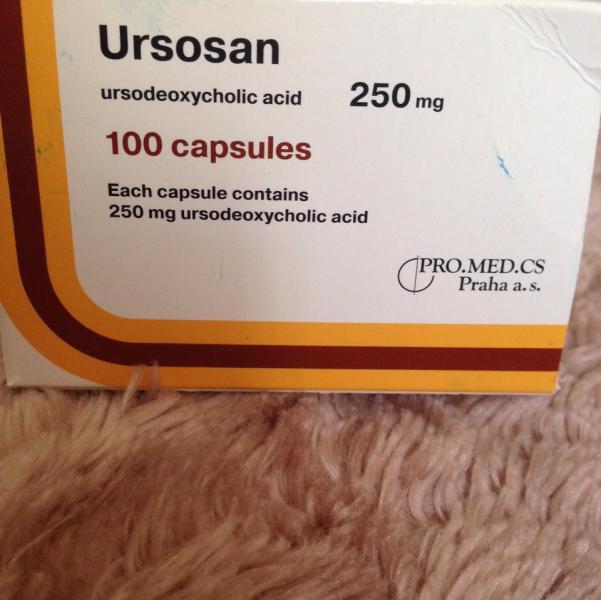 Ursosan
ursodeoxycholic acid 250 mg
100 capsules
Each capsule contains
250 mg ursodeoxycholic acid
PRO.MED.CS
Praha a. s.